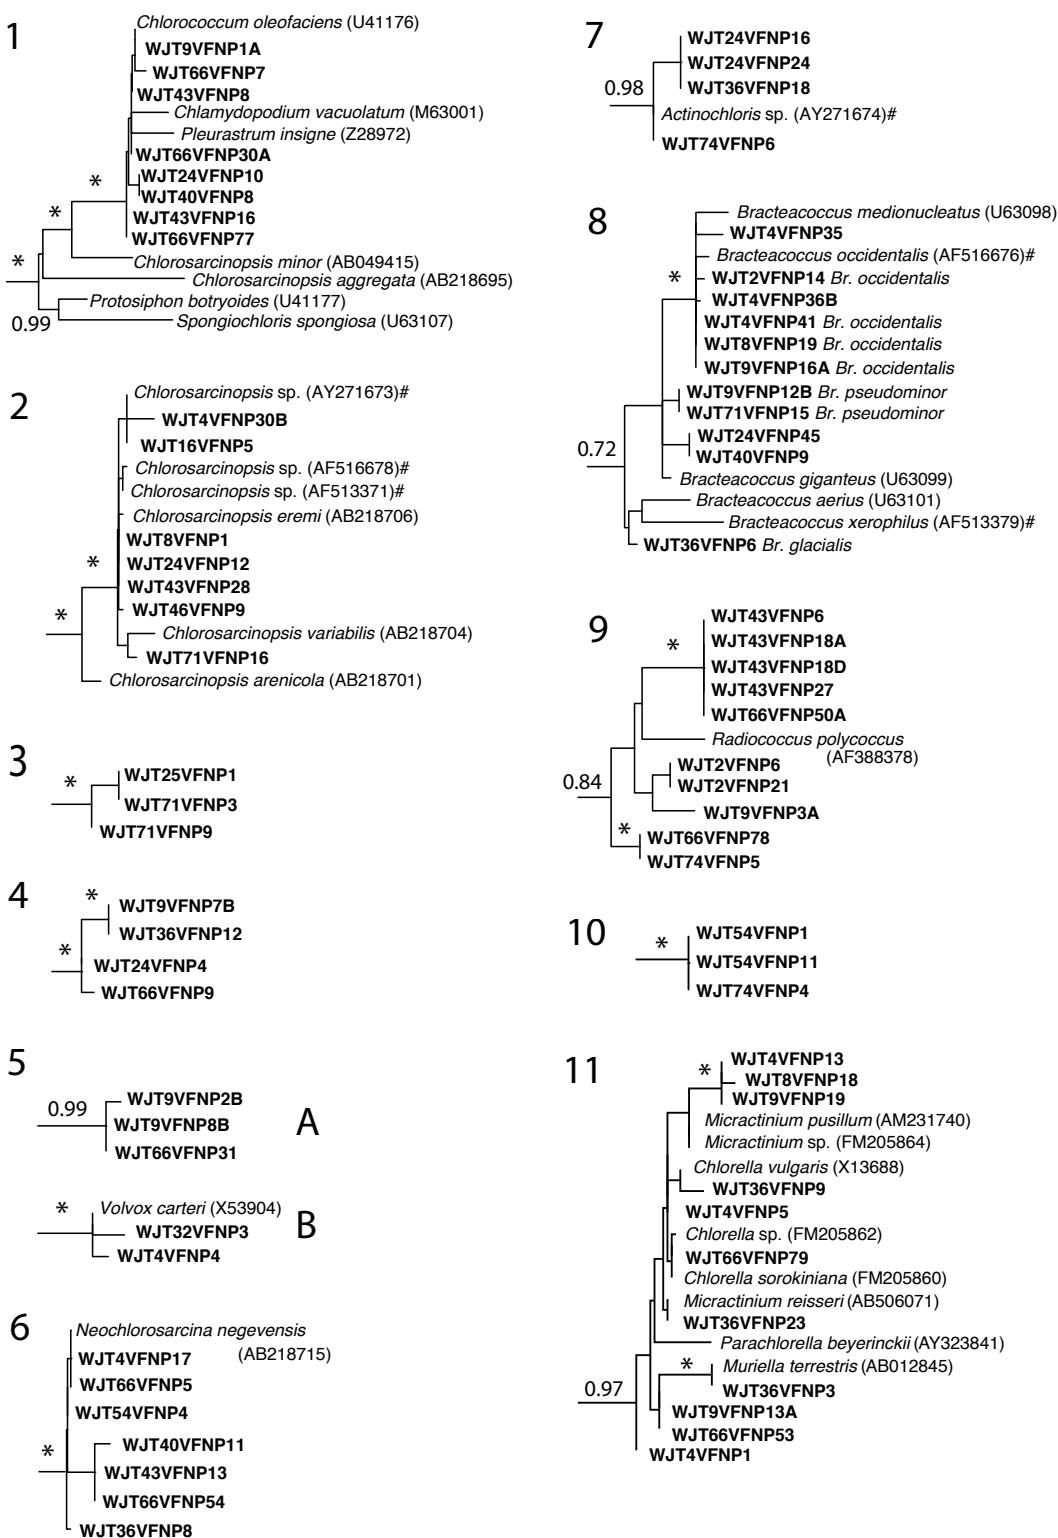 1
Chlorococcum oleofaciens (U41176)
WJT9VFNP1A
WJT66VFNP7
WJT43VFNP8
Chlamydopodium vacuolatum (M63001)
Pleurastrum insigne (Z28972)
WJT66VFNP30A
WJT24VFNP10
WJT40VFNP8
WJT43VFNP16
WJT66VFNP77
Chlorosarcinopsis minor (AB049415)
Chlorosarcinopsis aggregata (AB218695)
Protosiphon botryoides (U41177)
Spongiochloris spongiosa (U63107)
*
*
*
0.99
2
Chlorosarcinopsis sp. (AY271673)#
WJT4VFNP30B
WJT16VFNP5
Chlorosarcinopsis sp. (AF516678)#
Chlorosarcinopsis sp. (AF513371)#
Chlorosarcinopsis eremi (AB218706)
WJT8VFNP1
WJT24VFNP12
WJT43VFNP28
WJT46VFNP9
Chlorosarcinopsis variabilis (AB218704)
WJT71VFNP16
Chlorosarcinopsis arenicola (AB218701)
*
*
3
*
WJT25VFNP1
WJT71VFNP3
WJT71VFNP9
4
*
*
WJT9VFNP7B
WJT36VFNP12
WJT24VFNP4
WJT66VFNP9
5
0.99
WJT9VFNP2B
WJT9VFNP8B
WJT66VFNP31
A
*
Volvox carteri (X53904)
WJT32VFNP3
WJT4VFNP4
B
6
Neochlorosarcina negevensis
(AB218715)
WJT4VFNP17
WJT66VFNP5
WJT54VFNP4
WJT40VFNP11
WJT43VFNP13
WJT66VFNP54
WJT36VFNP8
*
7
0.98
WJT24VFNP16
WJT24VFNP24
WJT36VFNP18
Actinochloris sp. (AY271674)#
WJT74VFNP6
8
Bracteacoccus medionucleatus (U63098)
WJT4VFNP35
Bracteacoccus occidentalis (AF516676)#
WJT2VFNP14 Br. occidentalis
WJT4VFNP36B
WJT4VFNP41 Br. occidentalis
WJT8VFNP19 Br. occidentalis
WJT9VFNP16A Br. occidentalis
WJT9VFNP12B Br. pseudominor
WJT71VFNP15 Br. pseudominor
WJT24VFNP45
WJT40VFNP9
Bracteacoccus giganteus (U63099)
Bracteacoccus aerius (U63101)
Bracteacoccus xerophilus (AF513379)#
WJT36VFNP6 Br. glacialis
*
0.72
9
WJT43VFNP6
WJT43VFNP18A
WJT43VFNP18D
WJT43VFNP27
WJT66VFNP50A
Radiococcus polycoccus
(AF388378)
WJT2VFNP6
WJT2VFNP21
WJT9VFNP3A
WJT66VFNP78
WJT74VFNP5
*
0.84
*
10
*
WJT54VFNP1
WJT54VFNP11
WJT74VFNP4
11
WJT4VFNP13
WJT8VFNP18
WJT9VFNP19
Micractinium pusillum (AM231740)
Micractinium sp. (FM205864)
Chlorella vulgaris (X13688)
WJT36VFNP9
WJT4VFNP5
Chlorella sp. (FM205862)
WJT66VFNP79
Chlorella sorokiniana (FM205860)
Micractinium reisseri (AB506071)
WJT36VFNP23
Parachlorella beyerinckii (AY323841)
Muriella terrestris (AB012845)
WJT36VFNP3
WJT9VFNP13A
WJT66VFNP53
WJT4VFNP1
*
*
0.97